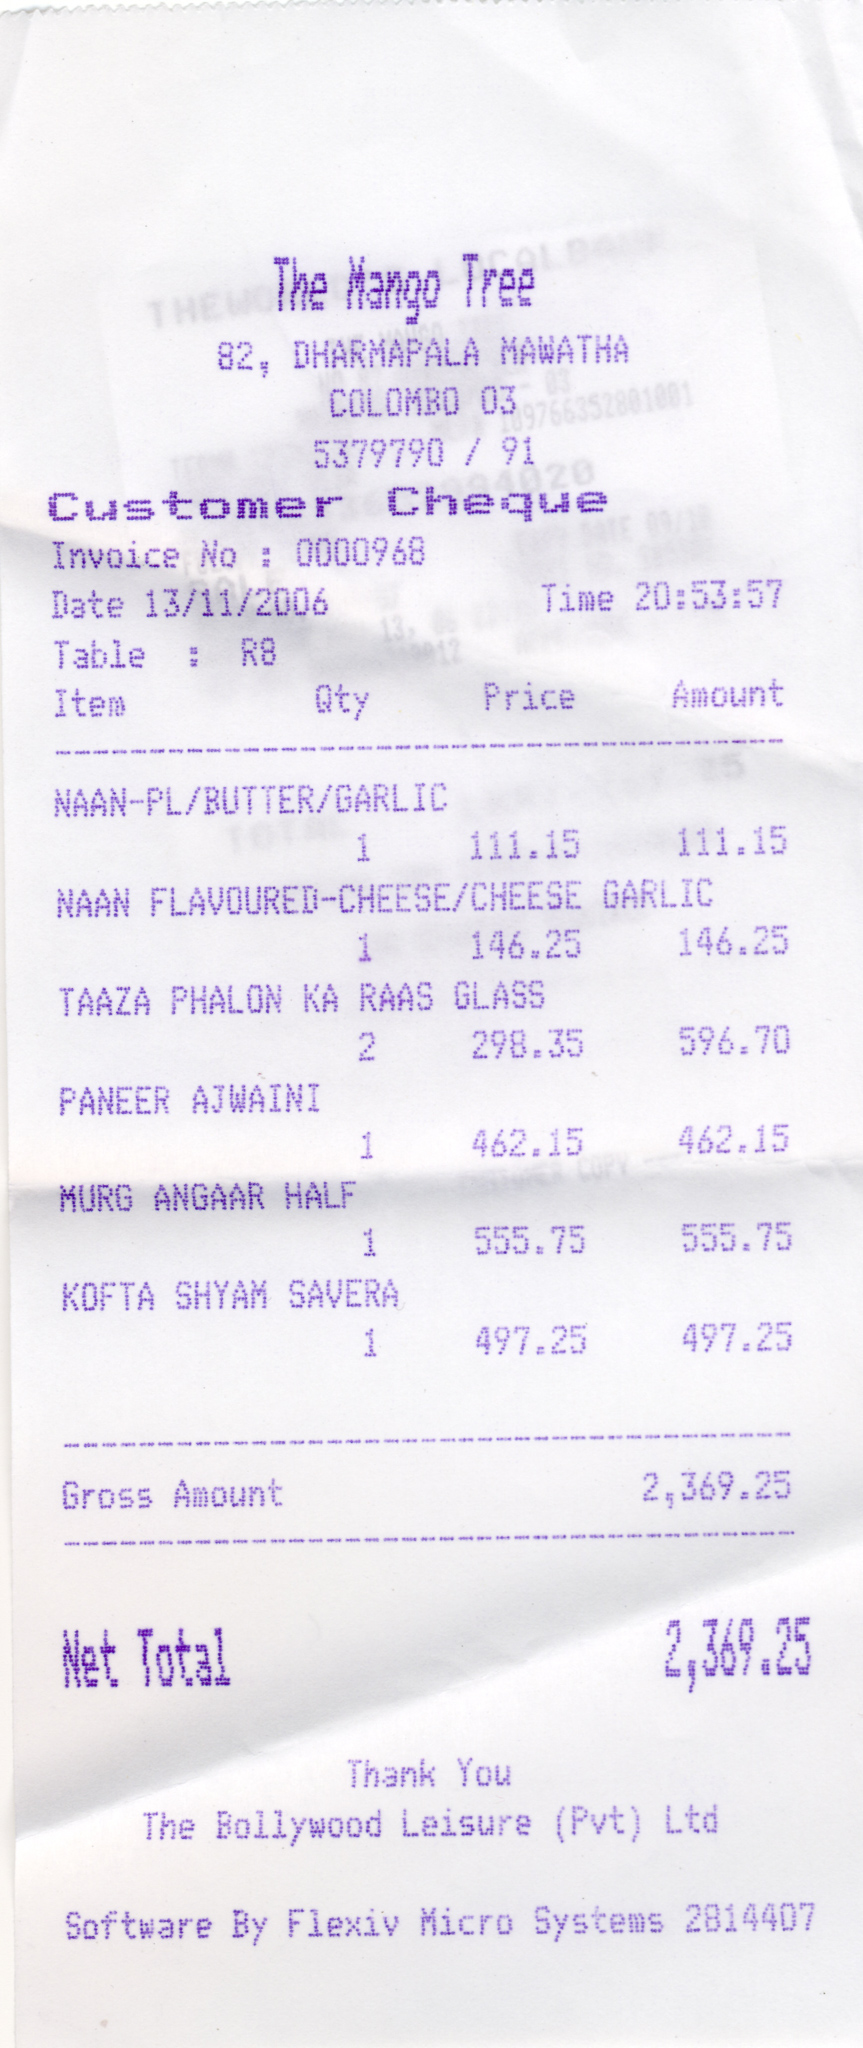 The Mango Tree
82, DHARMAPALA MAWATHA
COLOMBO 03
5379790 / 91
Customer Cheque
Invoice No : 0000968
Date 13/11/2006 Time 20:53:57
Table : R8
Item Qty Price Amount
NAAN-PL/BUTTER/GARLIC
1 111.15 111.15
NAAN FLAVOURED-CHEESE/CHEESE GARLIC
1 146.25 146.25
TAAZA PHALON KA RAAS GLASS
2 298.35 596.70
PANEER AJWAINI
1 462.15 462.15
MURG ANGAAR HALF
1 555.75 555.75
KOFTA SHYAM SAVERA
1 497.25 497.25
Gross Amount 2,369.25
Net Total 2,369.25
Thank You
The Bollywood Leisure (Pvt) Ltd
Software By Flexiv Micro Systems 2814407